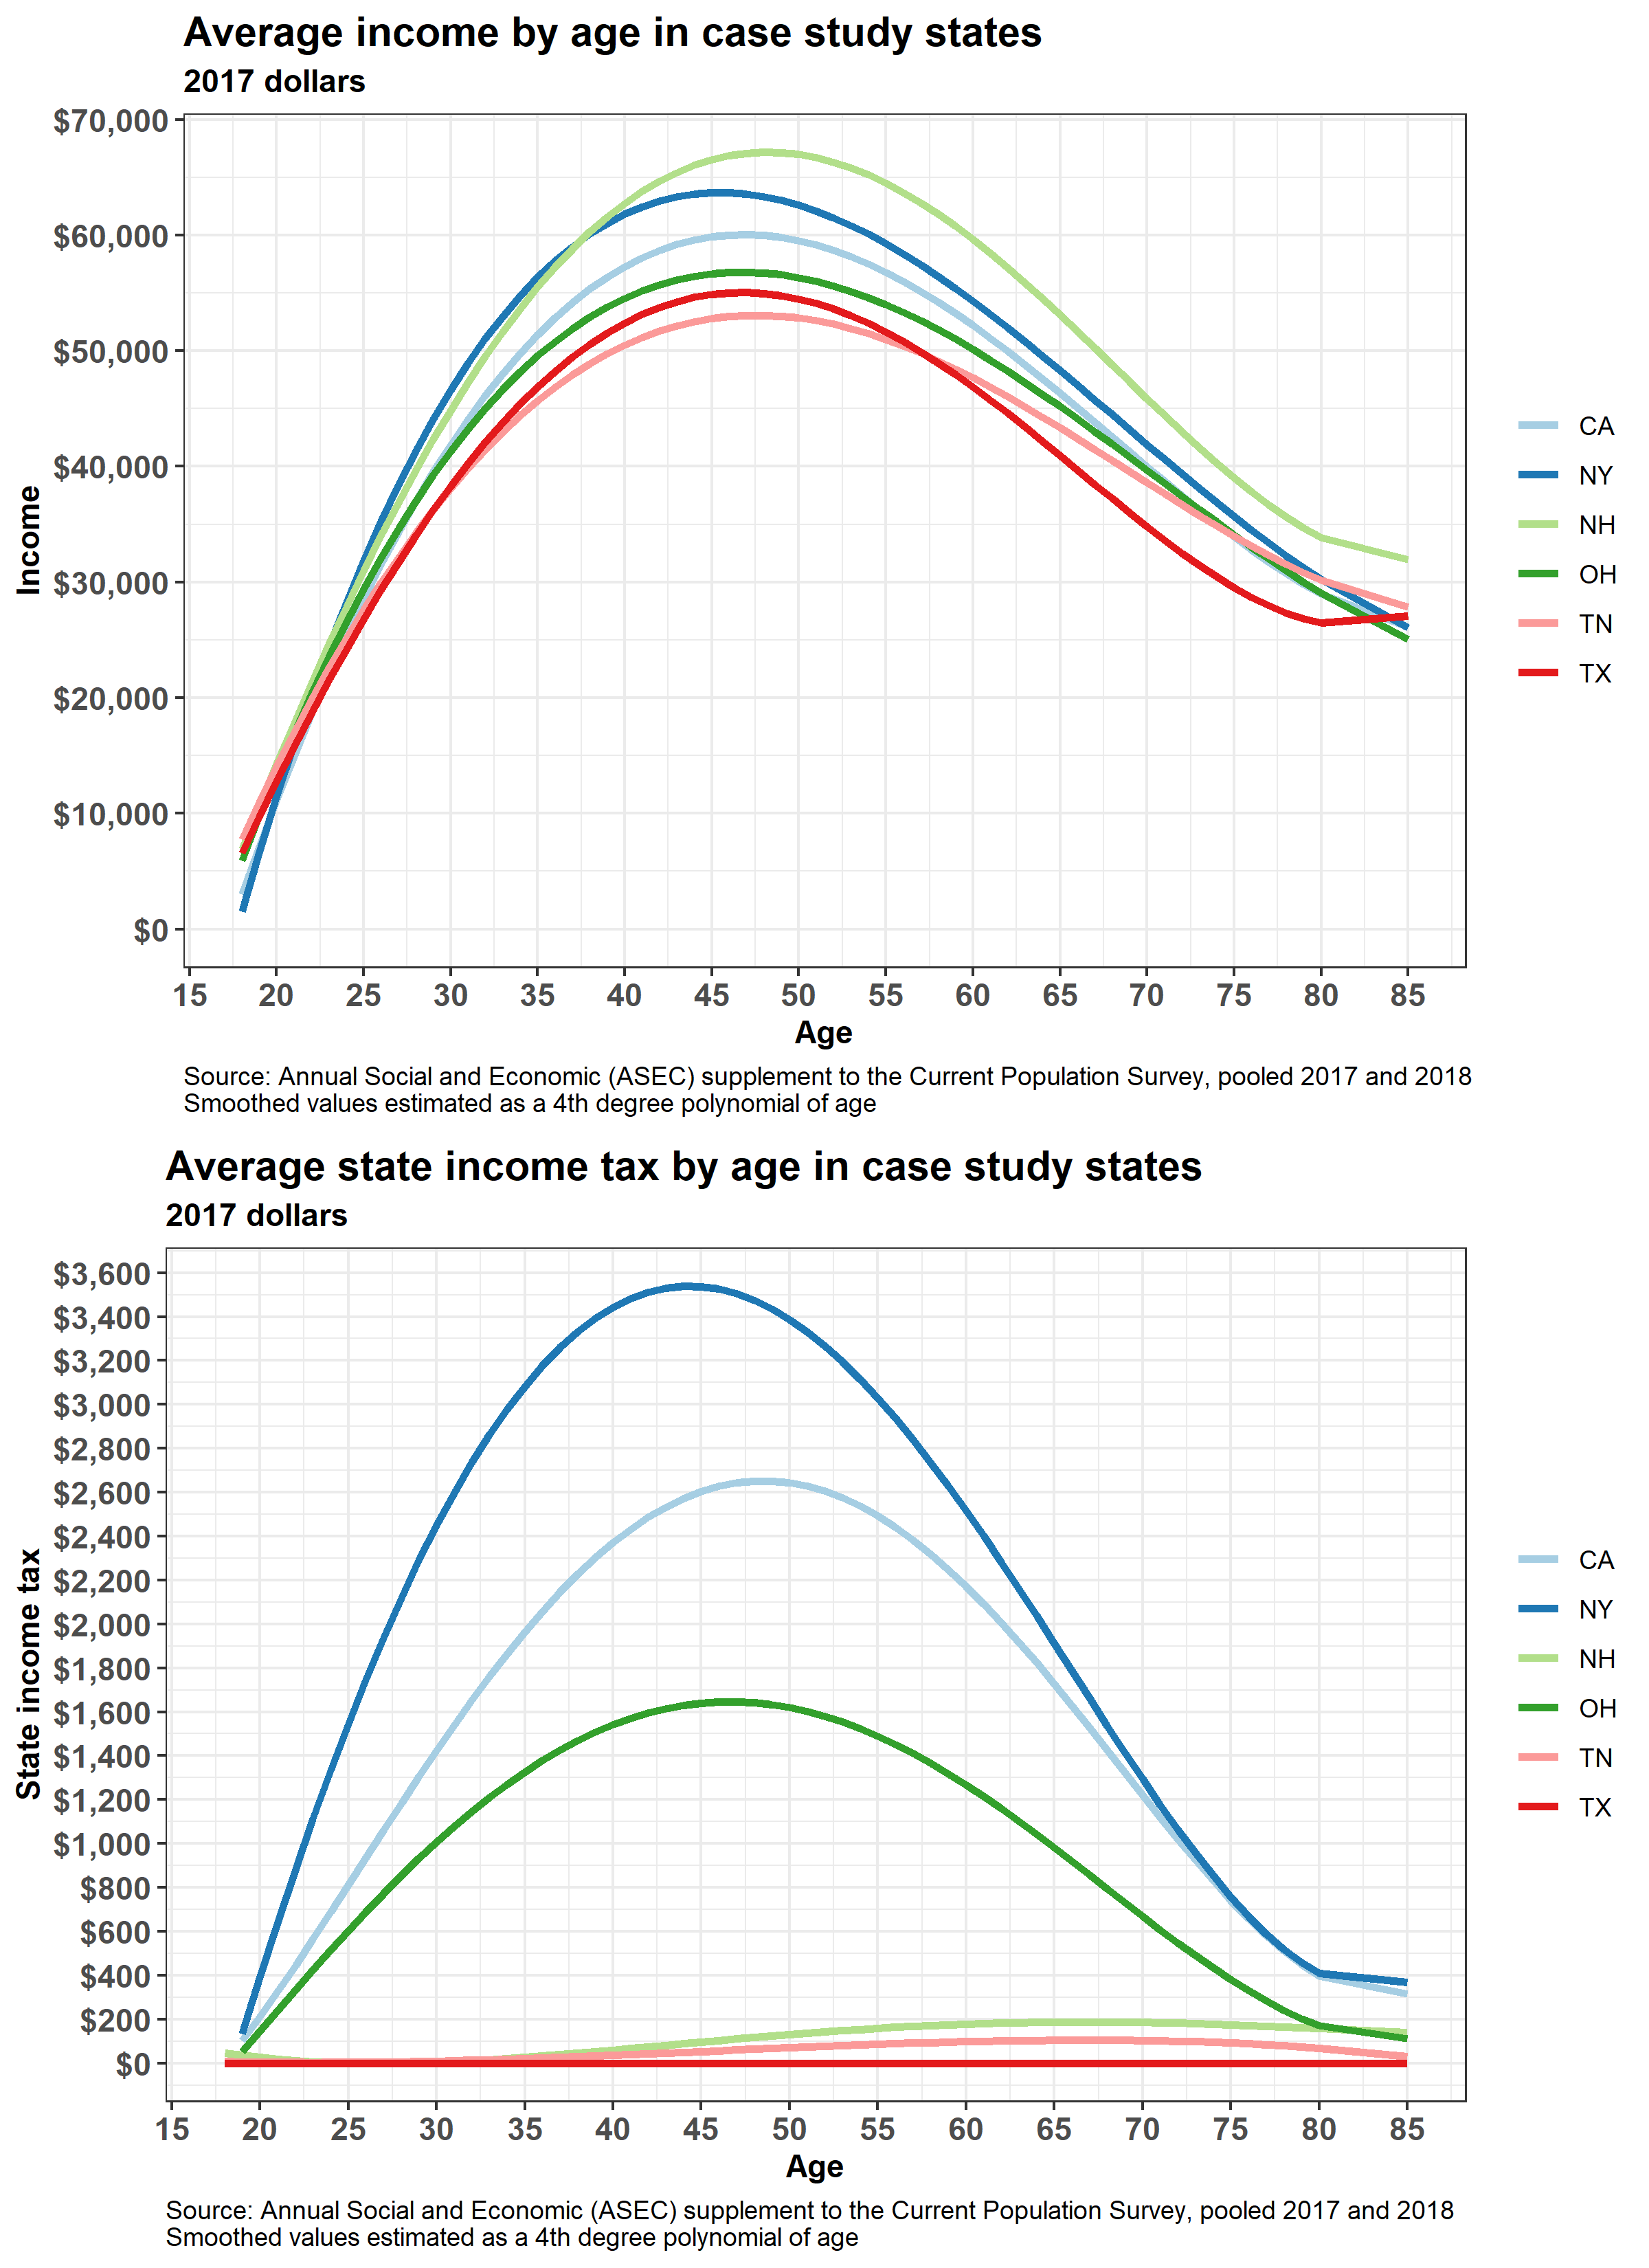 Average income by age in case study states
2017 dollars
$70,000
$60,000
$50,000
$40,000
$30,000
$20,000
$10,000
$0
Income
15 20 25 30 35 40 45 50 55 60 65 70 75 80 85
Age
CA
NY
NH
OH
TN
TX
Source: Annual Social and Economic (ASEC) supplement to the Current Population Survey, pooled 2017 and 2018
Smoothed values estimated as a 4th degree polynomial of age
Average state income tax by age in case study states
2017 dollars
$3,600
$3,400
$3,200
$3,000
$2,800
$2,600
$2,400
$2,200
$2,000
$1,800
$1,600
$1,400
$1,200
$1,000
$800
$600
$400
$200
$0
State income tax
15 20 25 30 35 40 45 50 55 60 65 70 75 80 85
Age
CA
NY
NH
OH
TN
TX
Source: Annual Social and Economic (ASEC) supplement to the Current Population Survey, pooled 2017 and 2018
Smoothed values estimated as a 4th degree polynomial of age